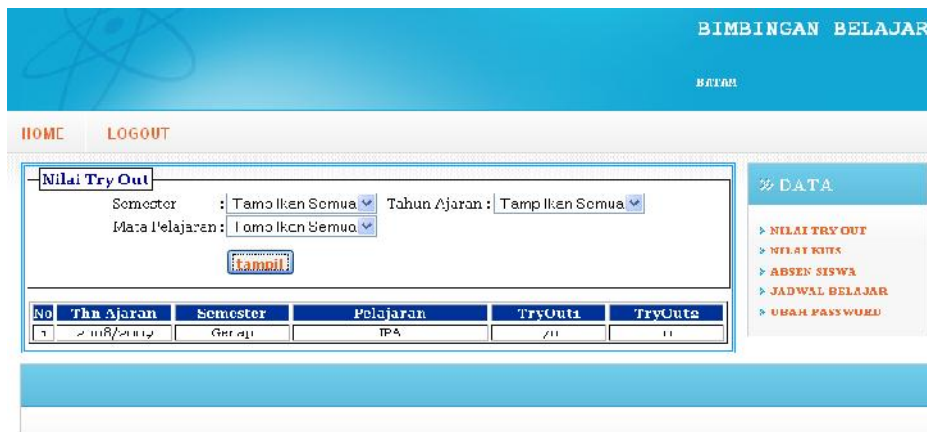 BIMBINGAN BELAJAR
BATAM
HOME LOGOUT
Nilai Try Out
Semester : Tampilkan Semua Tahun Ajaran : Tampilkan Semua
Mata Pelajaran : Tampilkan Semua
tampil
No Thn Ajaran Semester Pelajaran TryOut1 TryOut2
1 2008/2009 Genap IPA
DATA
NILAI TRY OUT
NILAI KUIS
ABSEN SISWA
JADWAL BELAJAR
UBAH PASSWORD